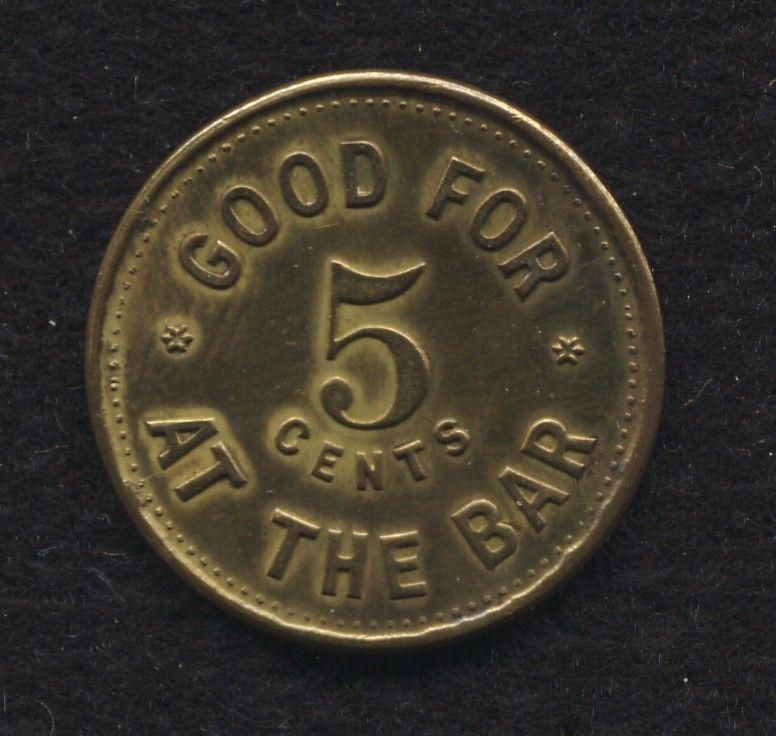 GOOD FOR
5
CENTS
AT THE BAR